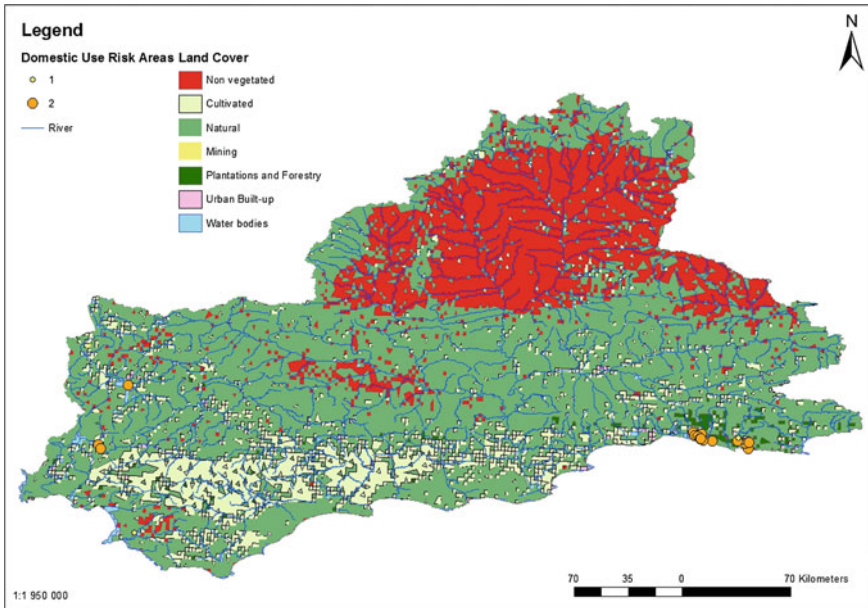 Legend
N
Domestic Use Risk Areas Land Cover
1
Non vegetated
2
Cultivated
River
Natural
Mining
Plantations and Forestry
Urban Built-up
Water bodies
1:1 950 000
70 35 0 70 Kilometers